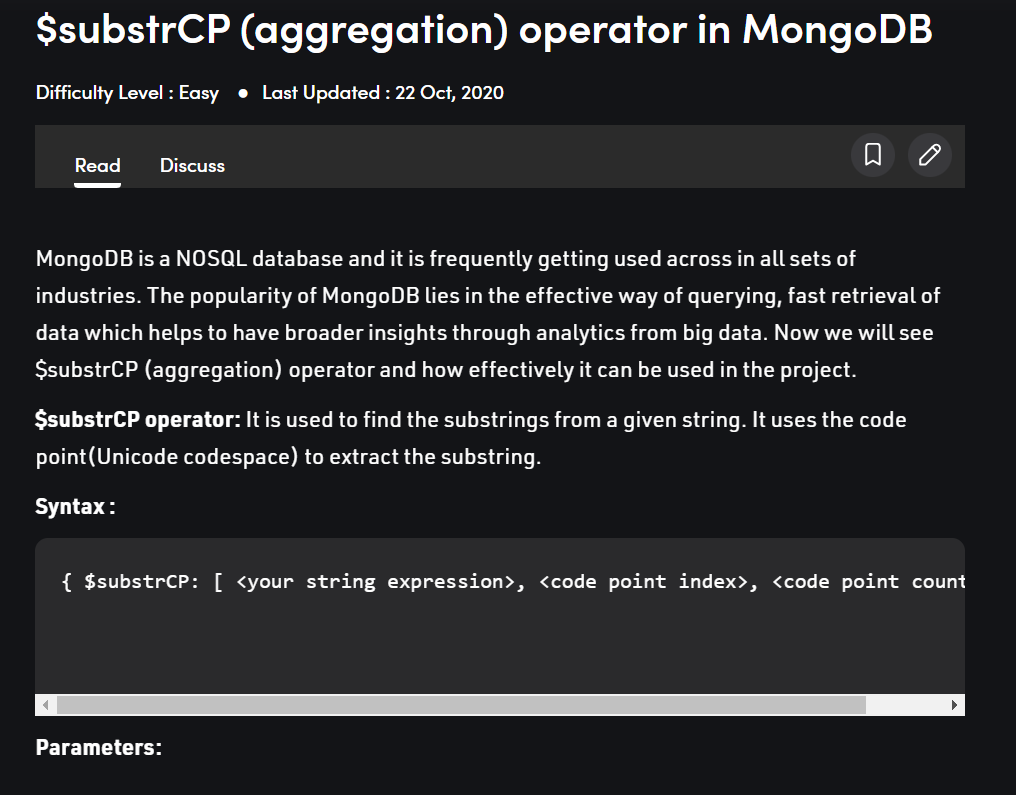 $substrCP (aggregation) operator in MongoDB
Difficulty Level : Easy ● Last Updated : 22 Oct, 2020
Read Discuss
MongoDB is a NOSQL database and it is frequently getting used across in all sets of
industries. The popularity of MongoDB lies in the effective way of querying, fast retrieval of
data which helps to have broader insights through analytics from big data. Now we will see
$substrCP (aggregation) operator and how effectively it can be used in the project.
$substrCP operator: It is used to find the substrings from a given string. It uses the code
point(Unicode codespace) to extract the substring.
Syntax :
{ $substrCP: [ <your string expression>, <code point index>, <code point count
Parameters: